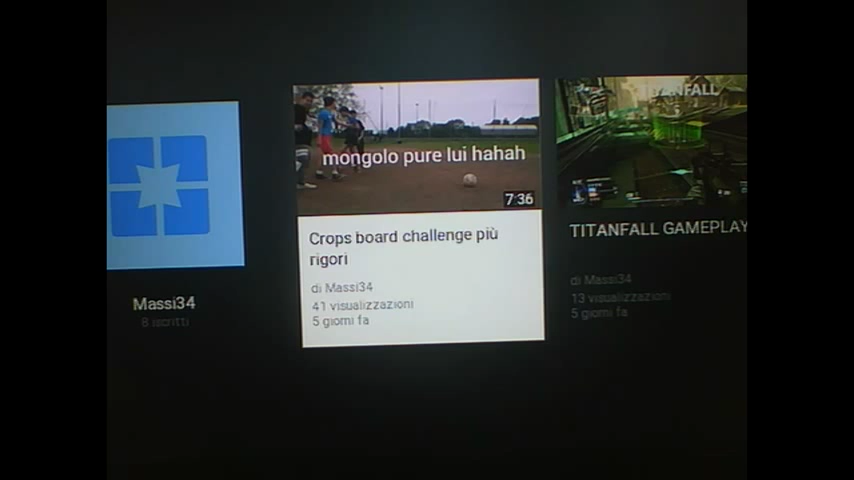 mongolo pure lui hahah
7:36
Crops board challenge più
rigori
di Massi34
41 visualizzazioni
5 giorni fa
Massi34
8 iscritti
TITANFALL GAMEPLAY
di Massi34
13 visualizzazioni
5 giorni fa